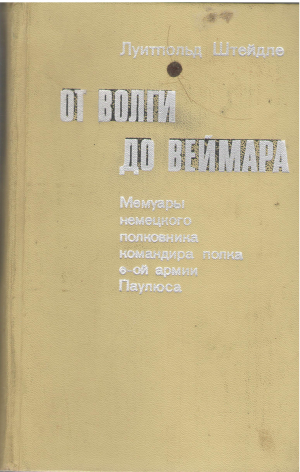 Луитпольд Штейдле
ОТ ВОЛГИ
ДО ВЕЙМАРА
Мемуары
немецкого
полковника
командира полка
6-ой армии
Паулюса